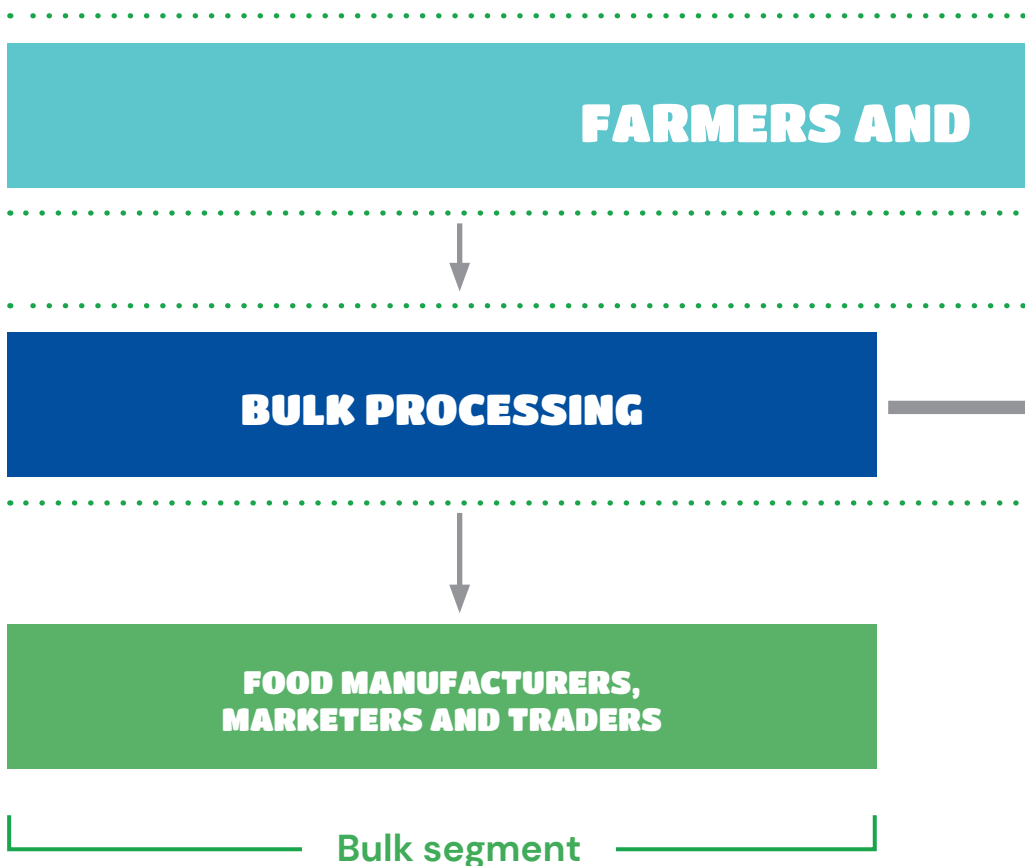 FARMERS AND
BULK PROCESSING
FOOD MANUFACTURERS,
MARKETERS AND TRADERS
Bulk segment